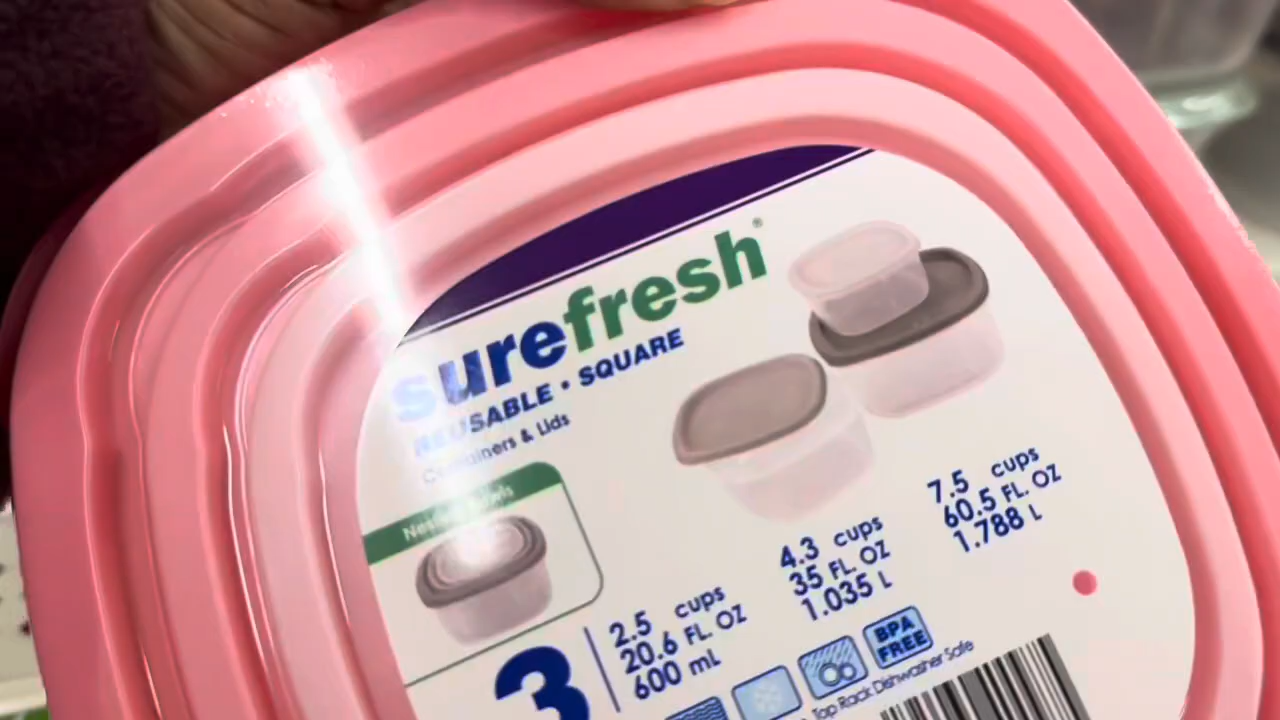 surefresh®
REUSABLE • SQUARE
Containers & Lids
Nesting Bowls
3
2.5 cups
20.6 FL. OZ
600 mL
4.3 cups
35 FL. OZ
1.035 L
7.5 cups
60.5 FL. OZ
1.788 L
BPA
FREE
Top Rack Dishwasher Safe